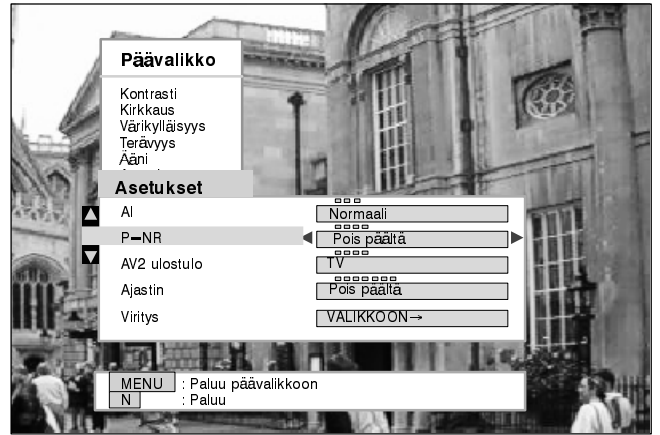 Päävalikko
Kontrasti
Kirkkaus
Värikylläisyys
Terävyys
Ääni
Asetukset
AI Normaali
P-NR Pois päältä
AV2 ulostulo TV
Ajastin Pois päältä
Viritys VALIKKOON→
MENU : Paluu päävalikkoon
N : Paluu